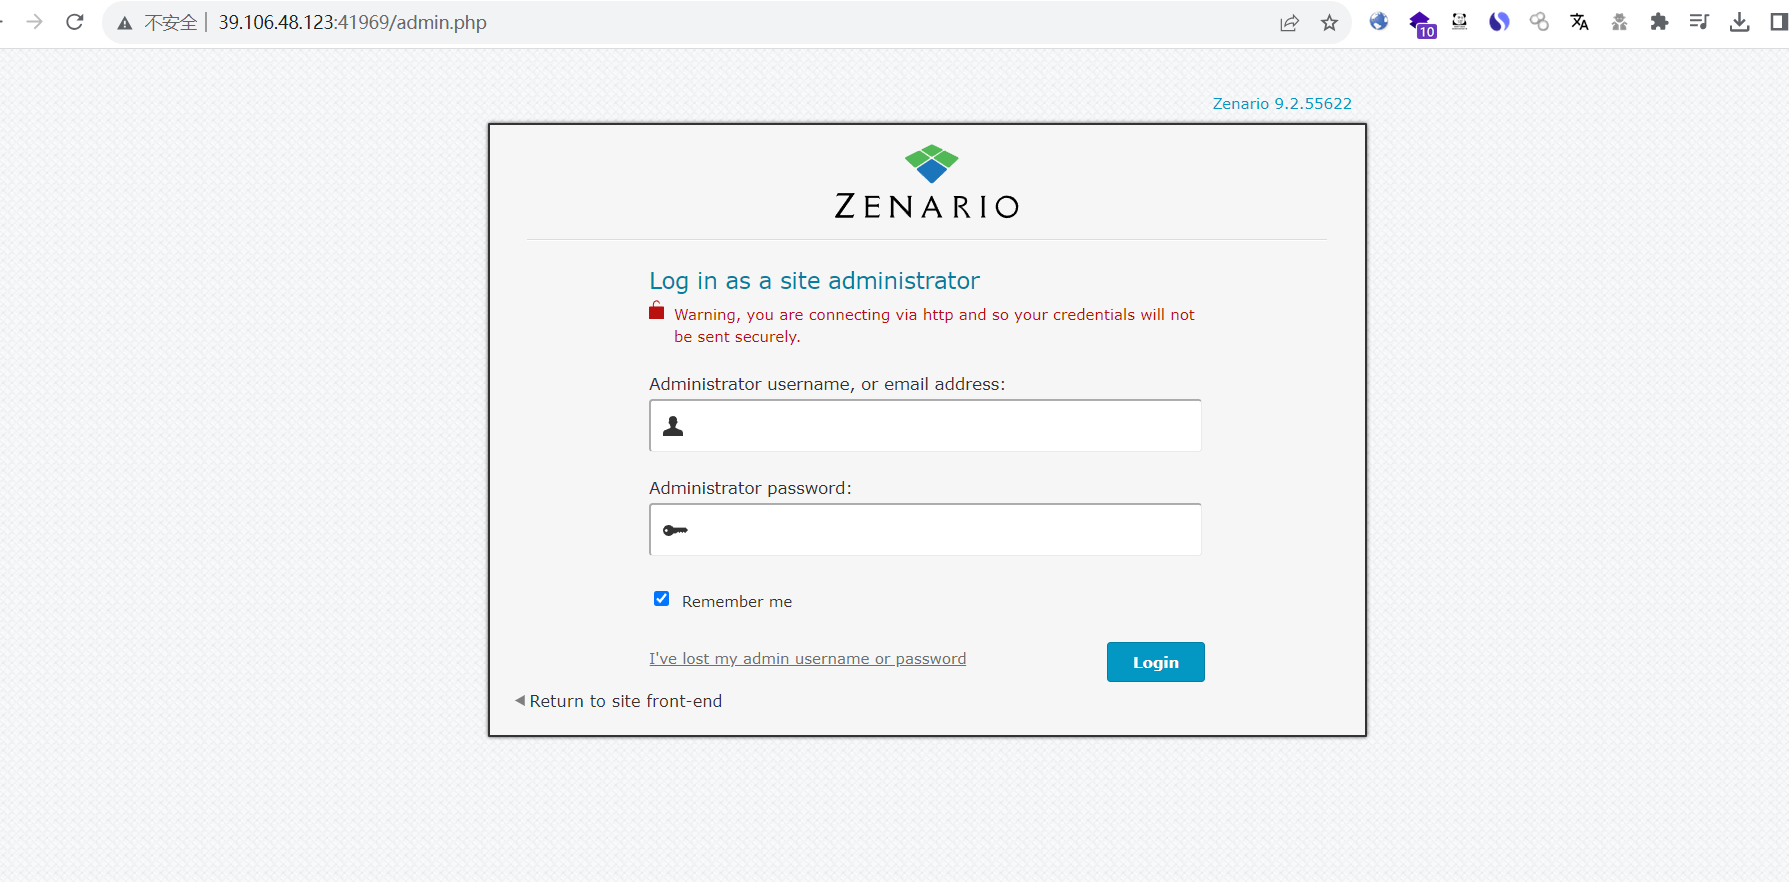 不安全 39.106.48.123:41969/admin.php
10
Zenario 9.2.55622
ZENARIO
Log in as a site administrator
Warning, you are connecting via http and so your credentials will not
be sent securely.
Administrator username, or email address:
Administrator password:
Remember me
I've lost my admin username or password
Login
Return to site front-end